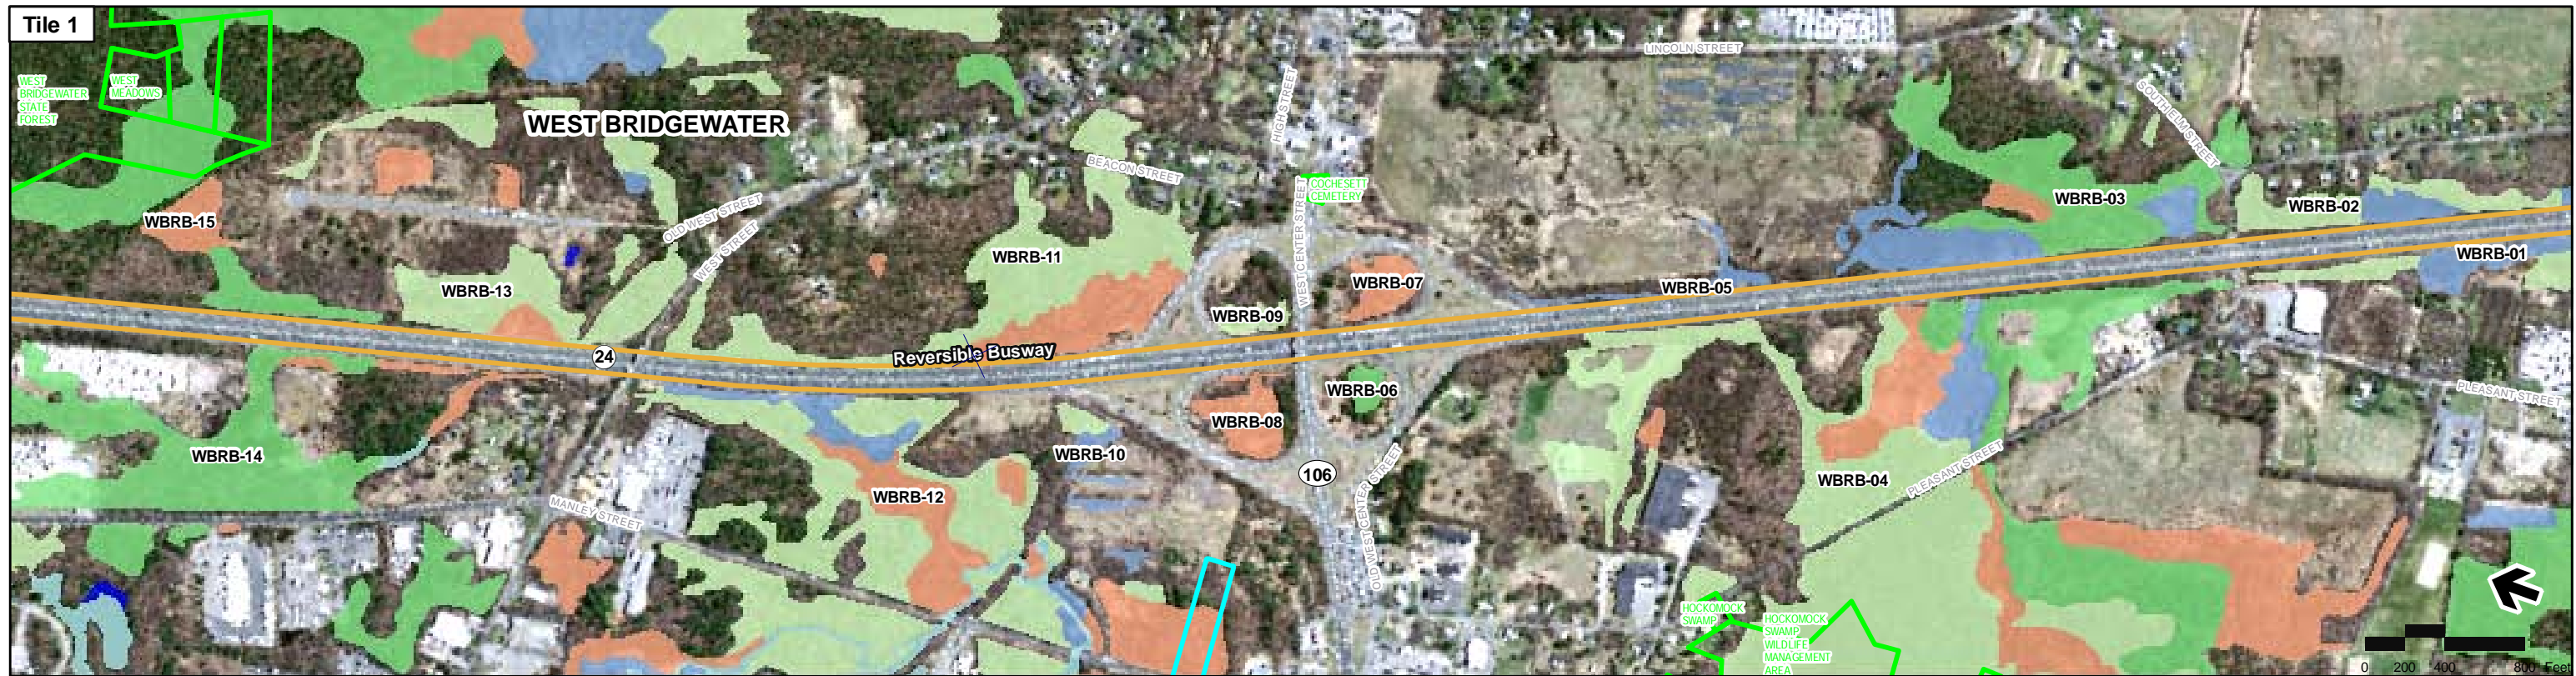 Tile 1
WEST
BRIDGEWATER
STATE
FOREST
WEST
MEADOWS
WEST BRIDGEWATER
LINCOLN STREET
HIGH STREET
SOUTH ELM STREET
BEACON STREET
COCHESETT
CEMETERY
WEST CENTER STREET
OLD WEST STREET
WEST STREET
WBRB-15
WBRB-03
WBRB-02
WBRB-01
WBRB-11
WBRB-13
WBRB-07
WBRB-05
WBRB-09
24
Reversible Busway
WBRB-06
WBRB-08
PLEASANT STREET
WBRB-14
WBRB-10
106
WBRB-12
WBRB-04
PLEASANT STREET
MANLEY STREET
OLD WEST CENTER STREET
HOCKOMOCK
SWAMP
HOCKOMOCK
SWAMP
WILDLIFE
MANAGEMENT
AREA
0 200 400 800 Feet